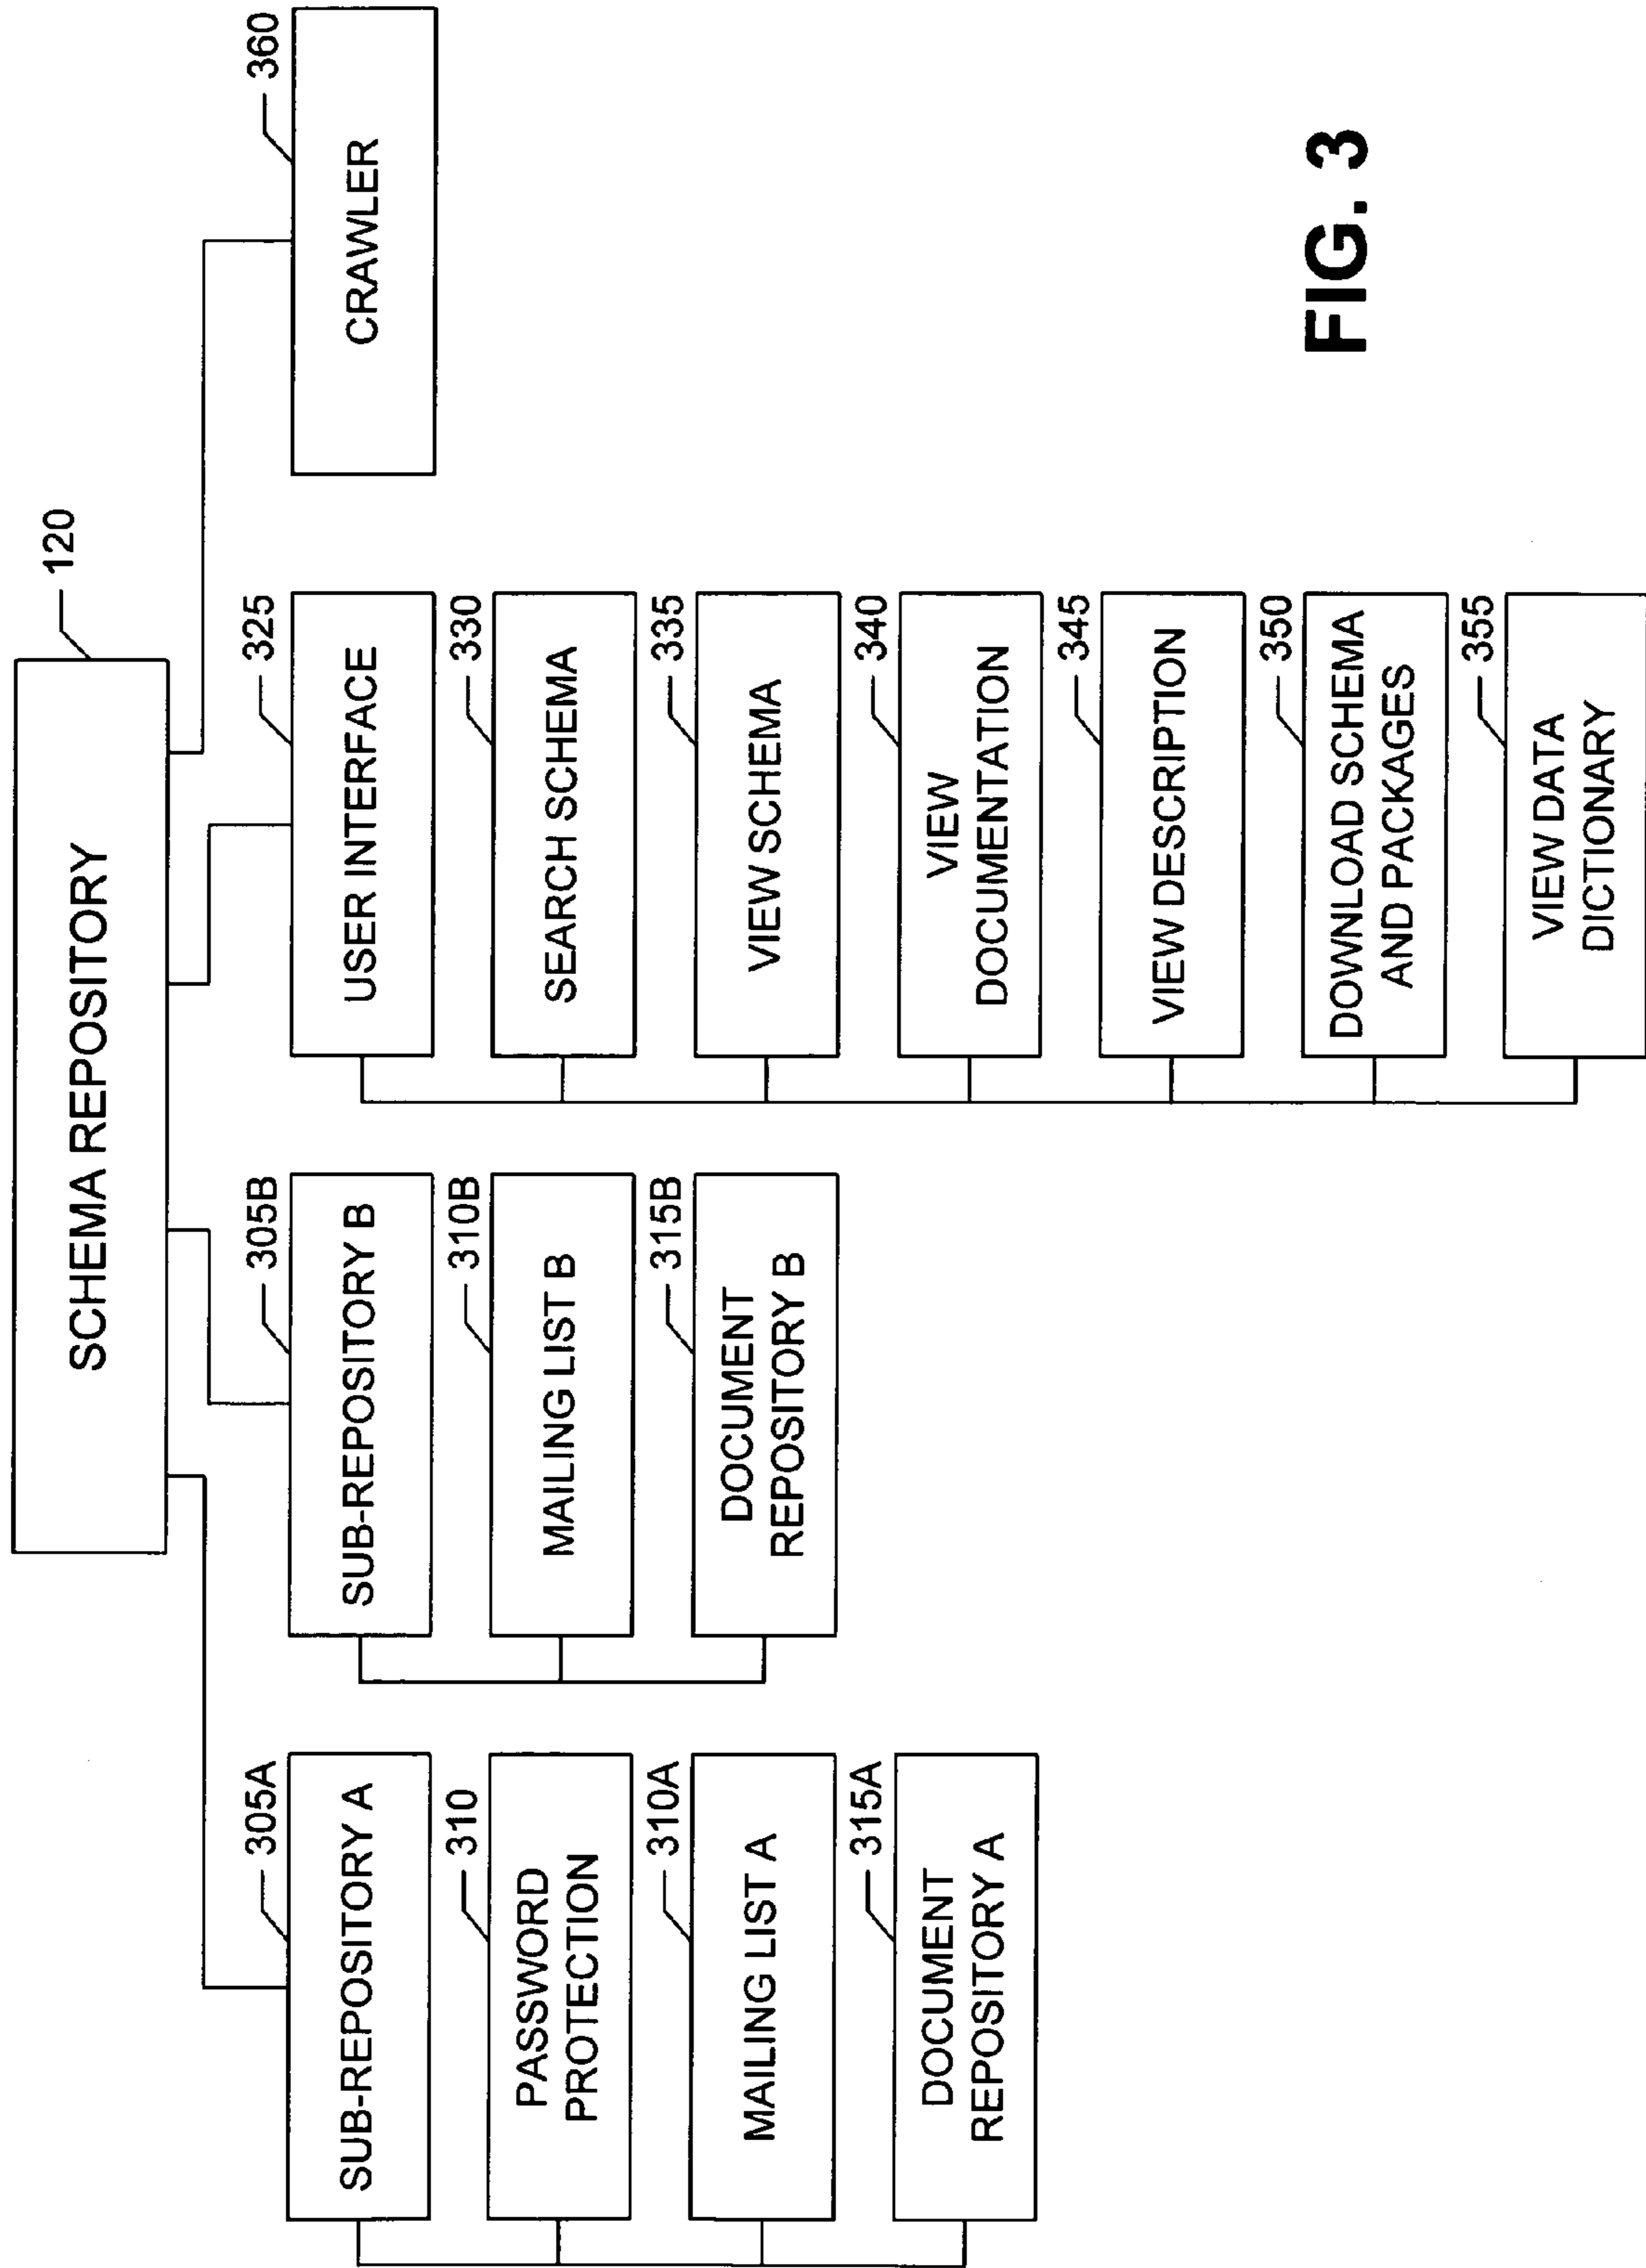 SCHEMA REPOSITORY
120
SUB-REPOSITORY A
305A
PASSWORD
PROTECTION
310
MAILING LIST A
310A
DOCUMENT
REPOSITORY A
315A
SUB-REPOSITORY B
305B
MAILING LIST B
310B
DOCUMENT
REPOSITORY B
315B
USER INTERFACE
325
SEARCH SCHEMA
330
VIEW SCHEMA
335
VIEW
DOCUMENTATION
340
VIEW DESCRIPTION
345
DOWNLOAD SCHEMA
AND PACKAGES
350
VIEW DATA
DICTIONARY
355
CRAWLER
360
FIG. 3